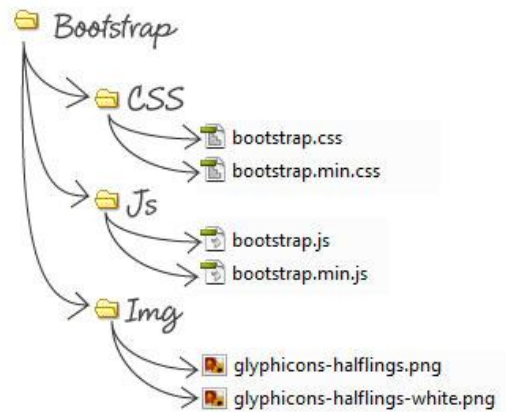 Bootstrap
CSS
bootstrap.css
bootstrap.min.css
Js
bootstrap.js
bootstrap.min.js
Img
glyphicons-halflings.png
glyphicons-halflings-white.png